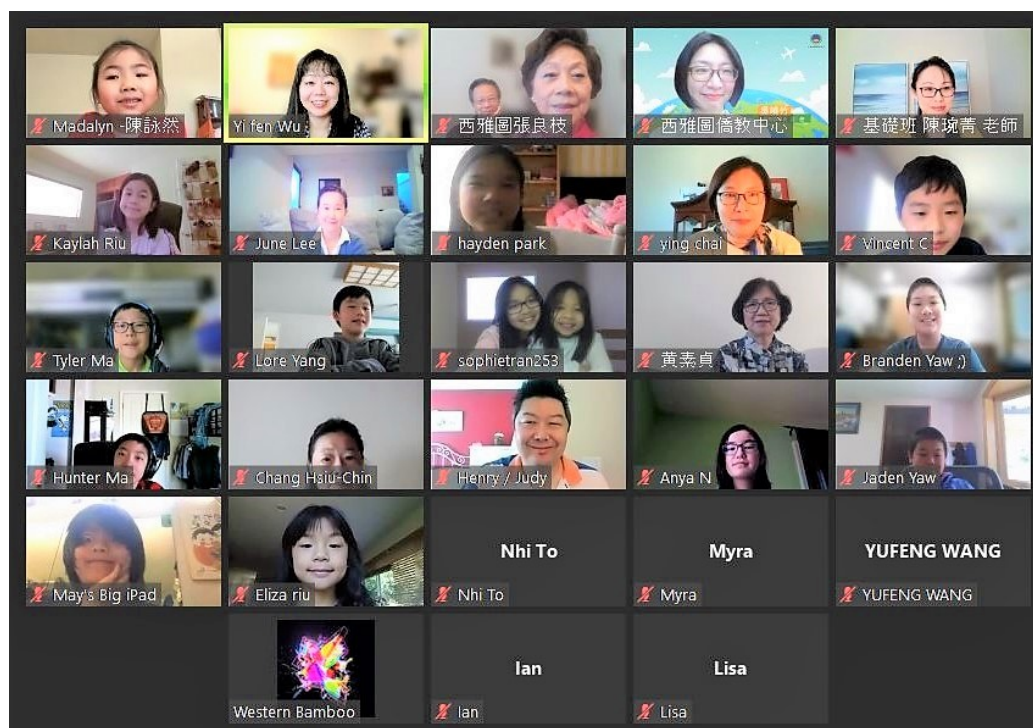 Madalyn -陳詠然
Yi fen Wu
西雅圖張良枝
西雅圖僑教中心
基礎班 陳琬菁 老師
Kaylah Riu
June Lee
hayden park
ying chai
Vincent C
Tyler Ma
Lore Yang
sophietran253
黃素貞
Branden Yaw ;)
Hunter Ma
Chang Hsiu-Chin
Henry / Judy
Anya N
Jaden Yaw
May's Big iPad
Eliza riu
Nhi To
Nhi To
Myra
Myra
YUFENG WANG
YUFENG WANG
Western Bamboo
Ian
Ian
Lisa
Lisa